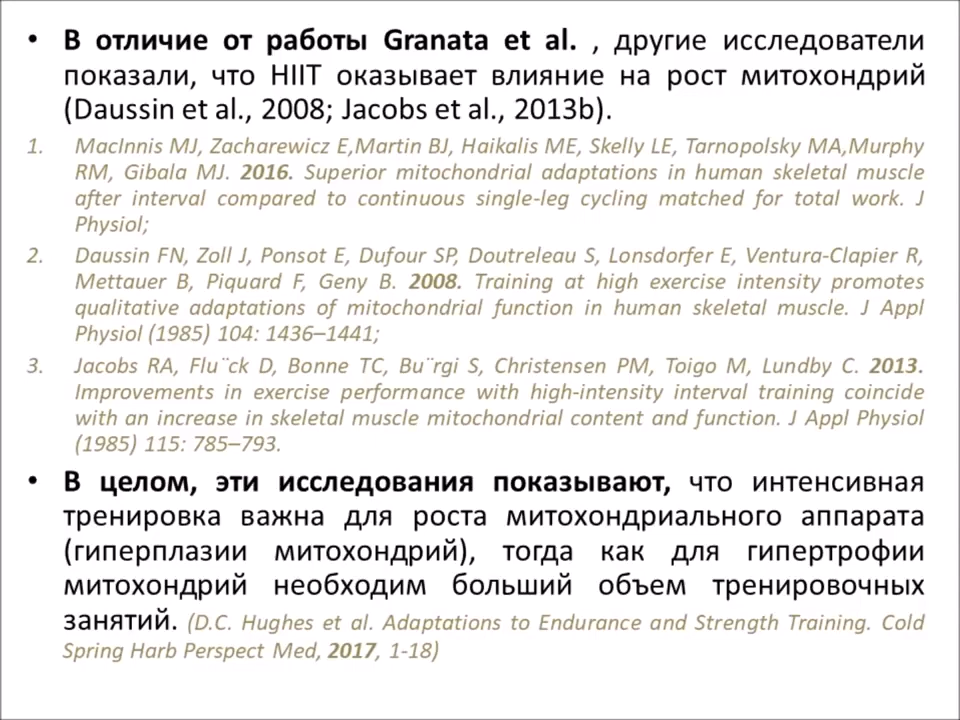 • В отличие от работы Granata et al. , другие исследователи
показали, что HIIT оказывает влияние на рост митохондрий
(Daussin et al., 2008; Jacobs et al., 2013b).
1. MacInnis MJ, Zacharewicz E,Martin BJ, Haikalis ME, Skelly LE, Tarnopolsky MA,Murphy
RM, Gibala MJ. 2016. Superior mitochondrial adaptations in human skeletal muscle
after interval compared to continuous single-leg cycling matched for total work. J
Physiol;
2. Daussin FN, Zoll J, Ponsot E, Dufour SP, Doutreleau S, Lonsdorfer E, Ventura-Clapier R,
Mettauer B, Piquard F, Geny B. 2008. Training at high exercise intensity promotes
qualitative adaptations of mitochondrial function in human skeletal muscle. J Appl
Physiol (1985) 104: 1436–1441;
3. Jacobs RA, Flu¨ck D, Bonne TC, Bu¨rgi S, Christensen PM, Toigo M, Lundby C. 2013.
Improvements in exercise performance with high-intensity interval training coincide
with an increase in skeletal muscle mitochondrial content and function. J Appl Physiol
(1985) 115: 785–793.
• В целом, эти исследования показывают, что интенсивная
тренировка важна для роста митохондриального аппарата
(гиперплазии митохондрий), тогда как для гипертрофии
митохондрий необходим больший объем тренировочных
занятий. (D.C. Hughes et al. Adaptations to Endurance and Strength Training. Cold
Spring Harb Perspect Med, 2017, 1-18)